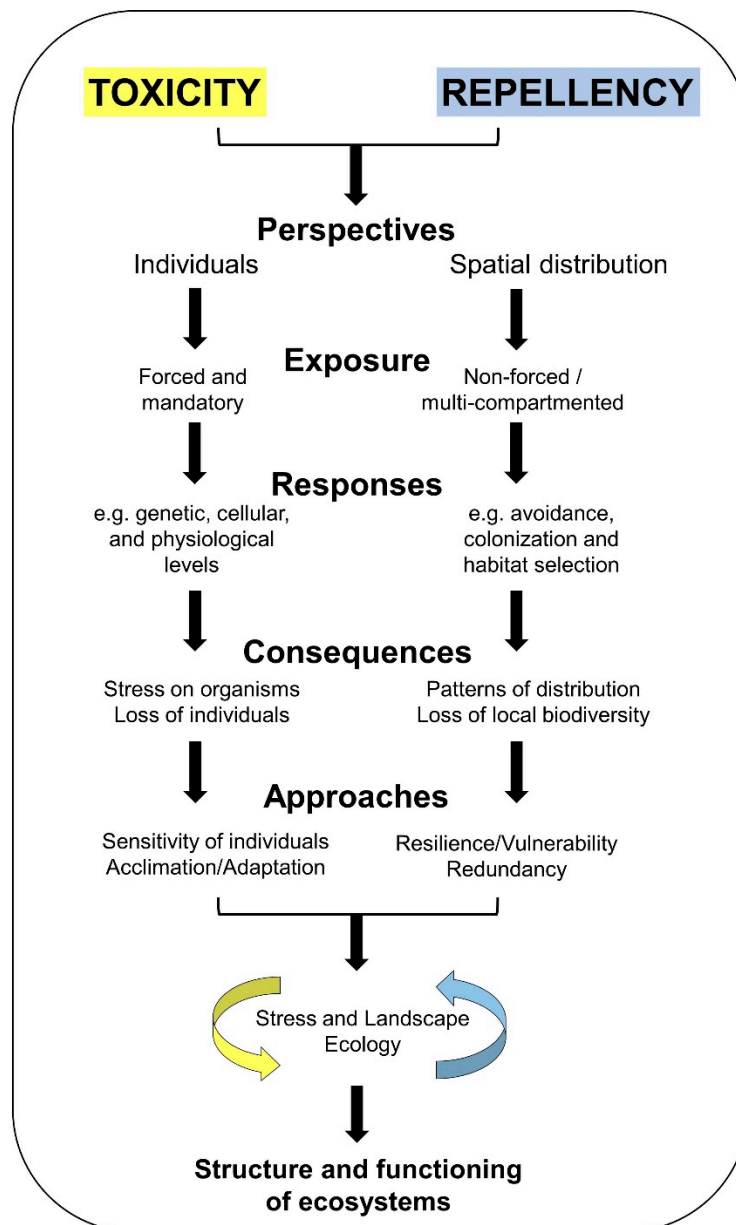 TOXICITY
REPELLENCY
Perspectives
Individuals
Spatial distribution
Exposure
Forced and
mandatory
Non-forced /
multi-compartmented
Responses
e.g. genetic, cellular,
and physiological
levels
e.g. avoidance,
colonization and
habitat selection
Consequences
Stress on organisms
Loss of individuals
Patterns of distribution
Loss of local biodiversity
Approaches
Sensitivity of individuals
Acclimation/Adaptation
Resilience/Vulnerability
Redundancy
Stress and Landscape
Ecology
Structure and functioning
of ecosystems